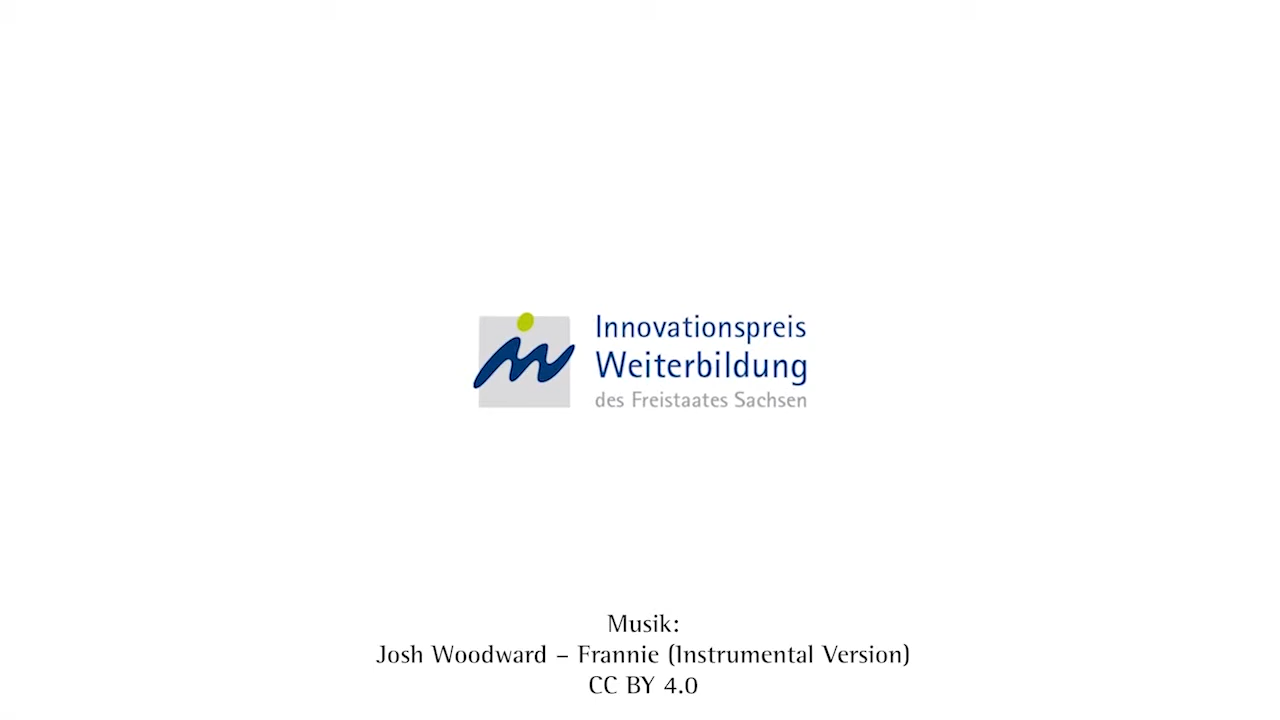 Innovationspreis
Weiterbildung
des Freistaates Sachsen
Musik:
Josh Woodward – Frannie (Instrumental Version)
CC BY 4.0